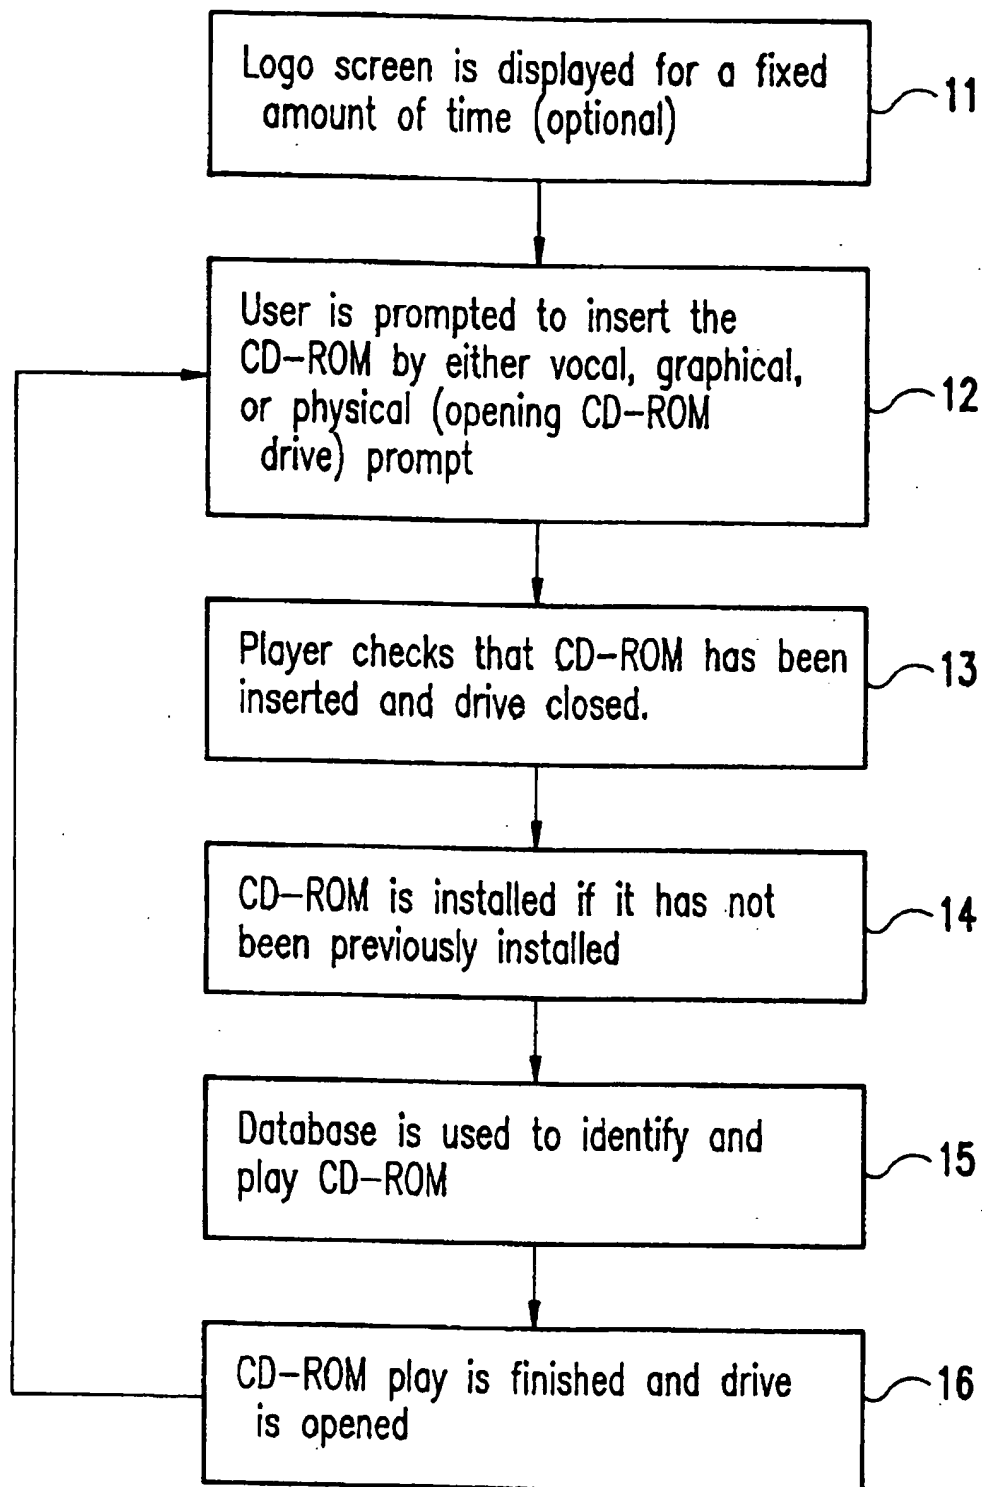 Logo screen is displayed for a fixed
amount of time (optional)
11
User is prompted to insert the
CD-ROM by either vocal, graphical,
or physical (opening CD-ROM
drive) prompt
12
Player checks that CD-ROM has been
inserted and drive closed.
13
CD-ROM is installed if it has not
been previously installed
14
Database is used to identify and
play CD-ROM
15
CD-ROM play is finished and drive
is opened
16